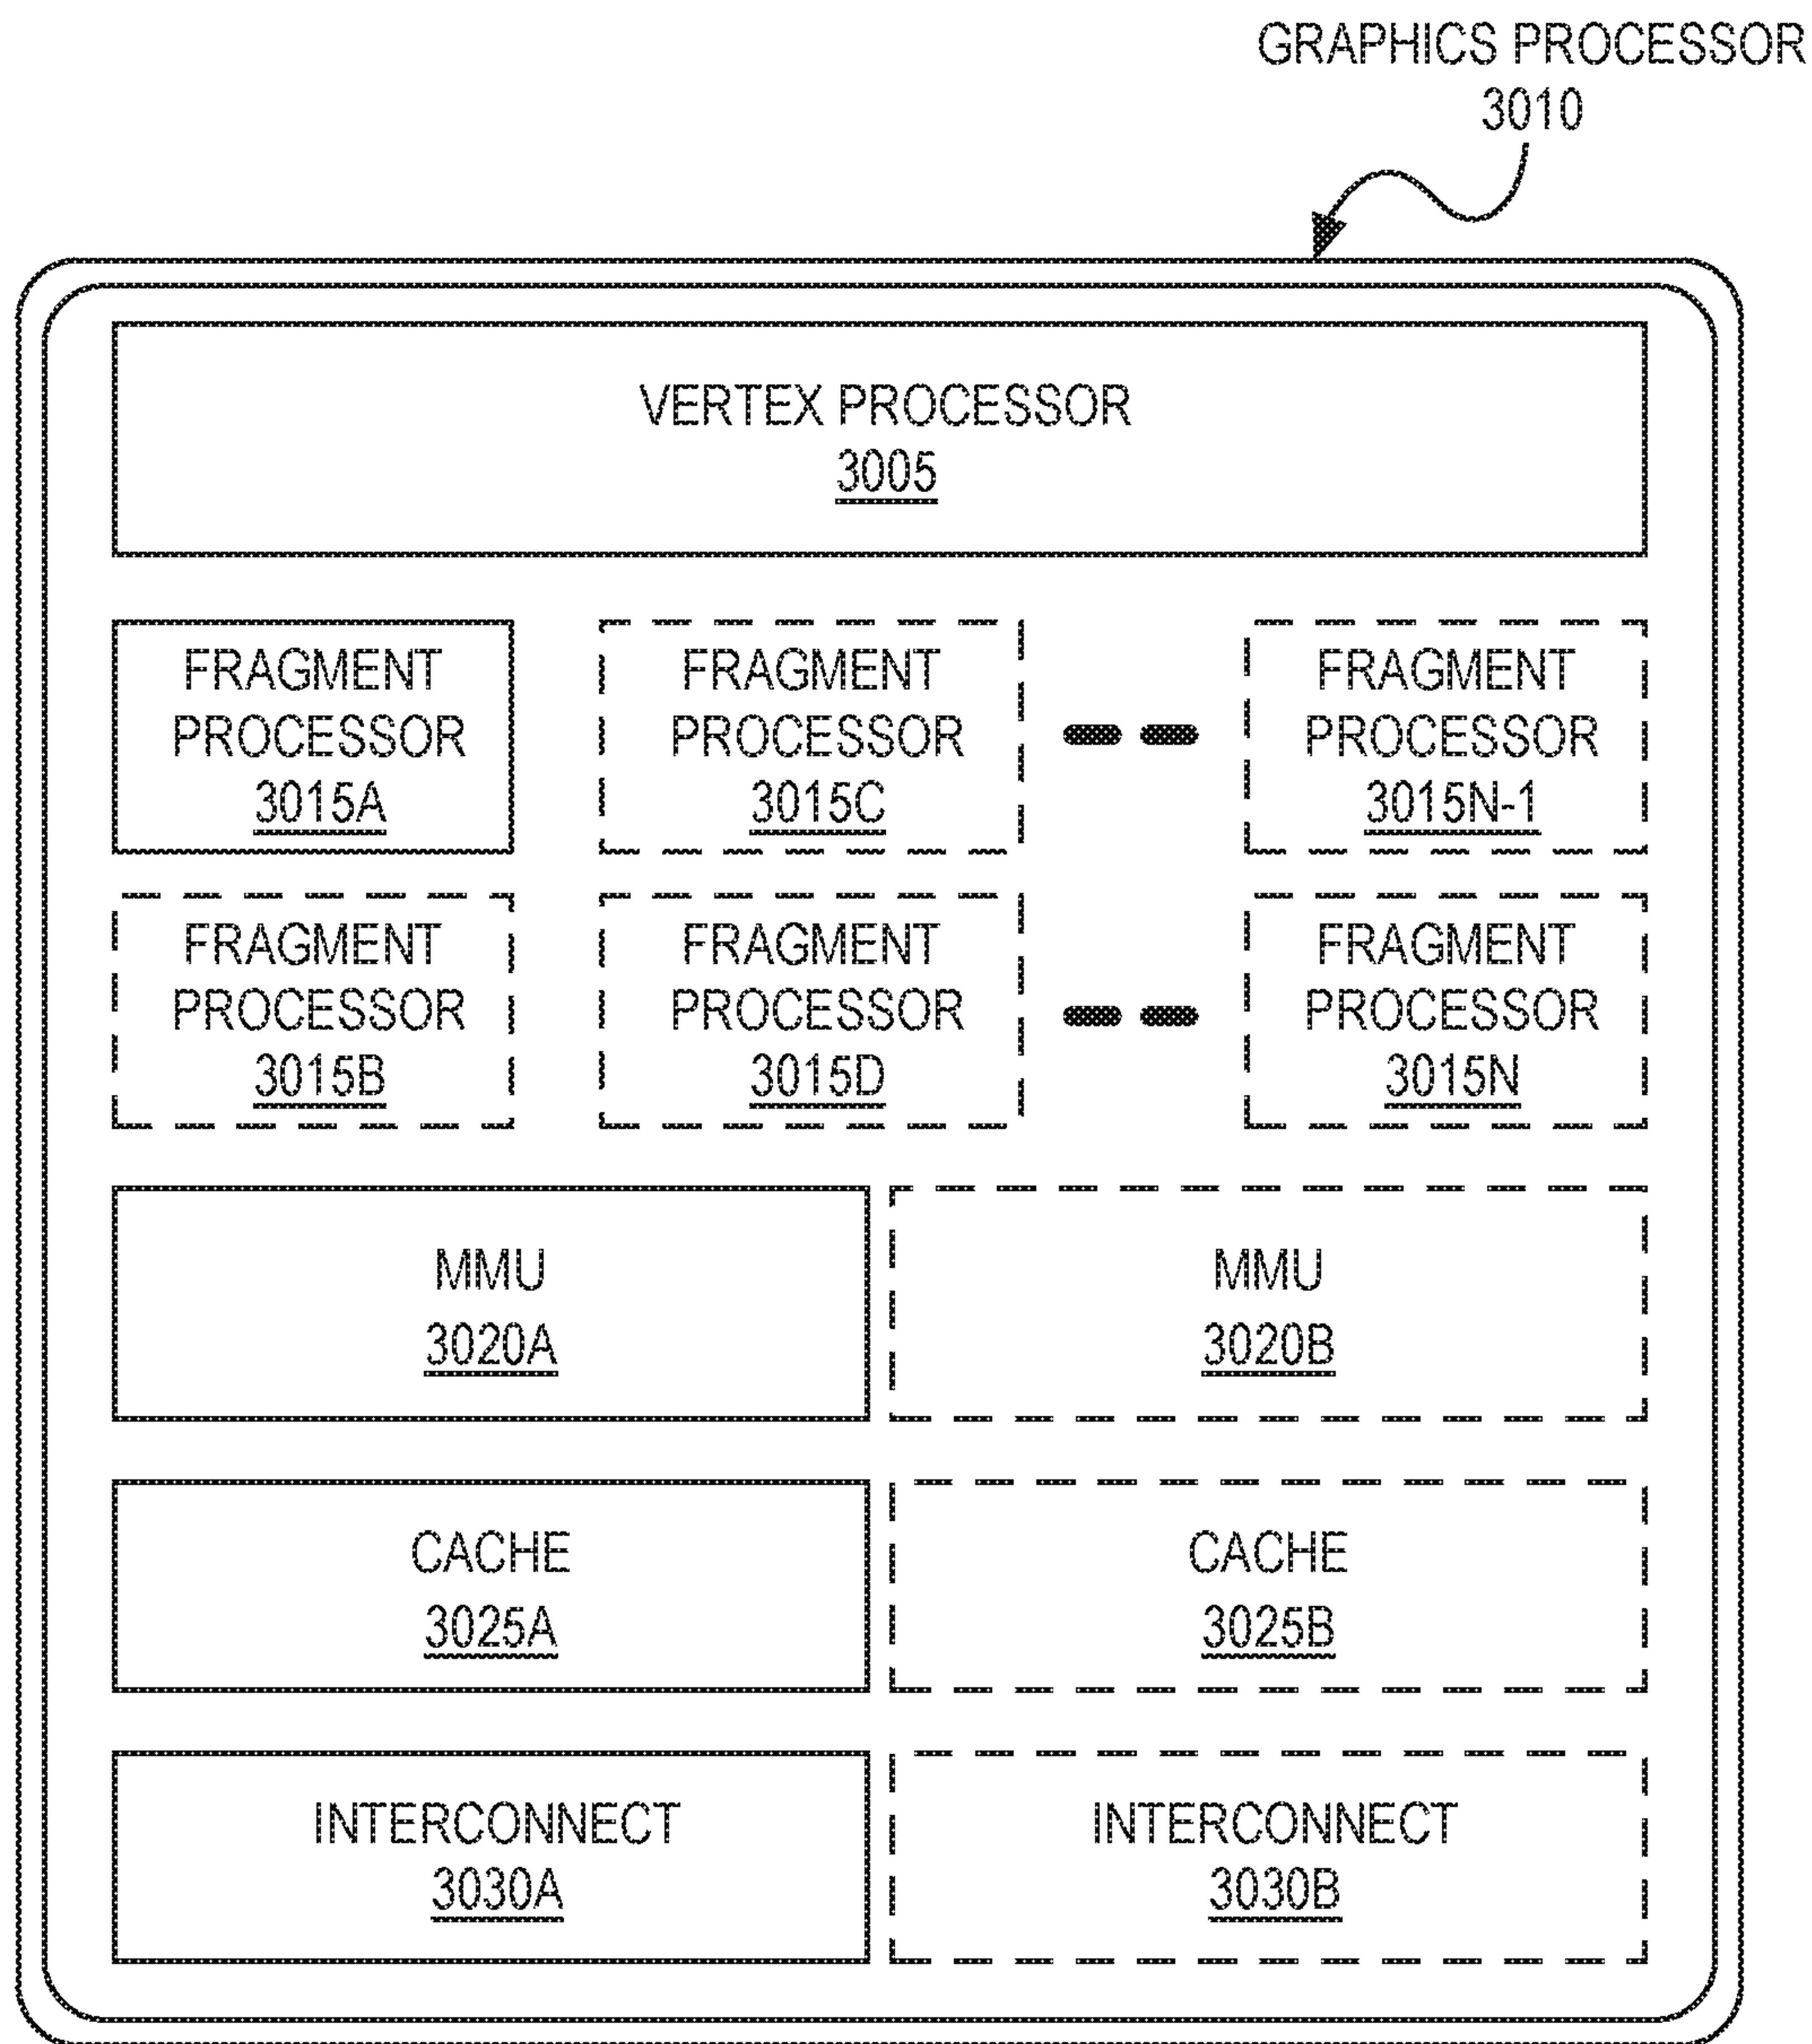 GRAPHICS PROCESSOR
3010
VERTEX PROCESSOR
3005
FRAGMENT
PROCESSOR
3015A
FRAGMENT
PROCESSOR
3015C
FRAGMENT
PROCESSOR
3015N-1
FRAGMENT
PROCESSOR
3015B
FRAGMENT
PROCESSOR
3015D
FRAGMENT
PROCESSOR
3015N
MMU
3020A
MMU
3020B
CACHE
3025A
CACHE
3025B
INTERCONNECT
3030A
INTERCONNECT
3030B